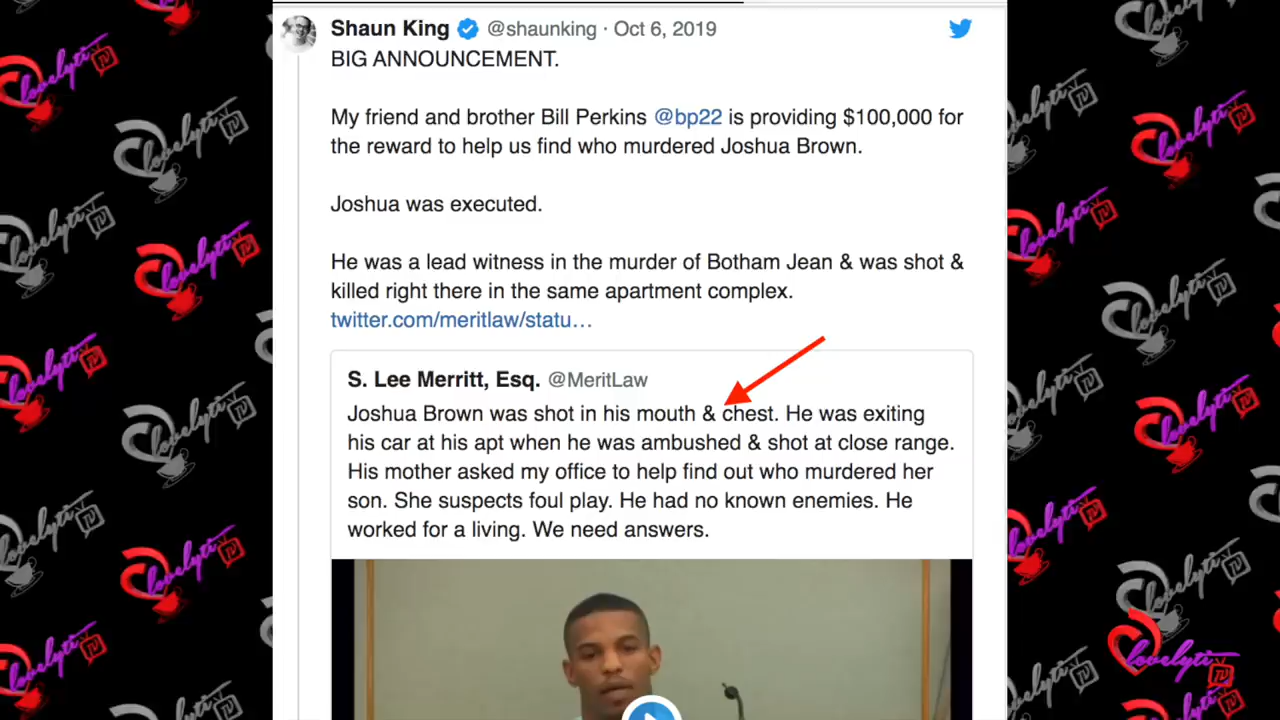 Shaun King @shaunking · Oct 6, 2019
BIG ANNOUNCEMENT.
My friend and brother Bill Perkins @bp22 is providing $100,000 for
the reward to help us find who murdered Joshua Brown.
Joshua was executed.
He was a lead witness in the murder of Botham Jean & was shot &
killed right there in the same apartment complex.
twitter.com/meritlaw/statu…
S. Lee Merritt, Esq. @MeritLaw
Joshua Brown was shot in his mouth & chest. He was exiting
his car at his apt when he was ambushed & shot at close range.
His mother asked my office to help find out who murdered her
son. She suspects foul play. He had no known enemies. He
worked for a living. We need answers.